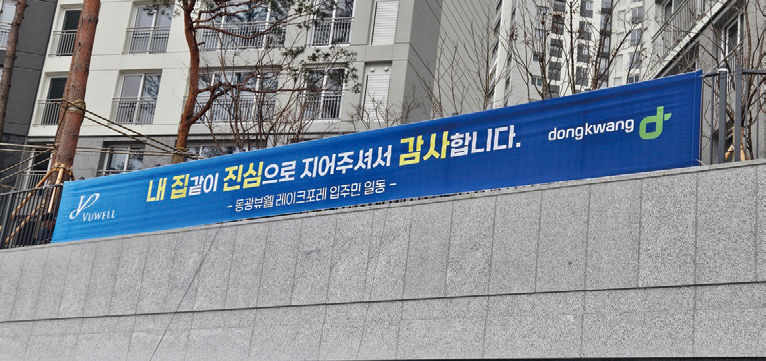 내 집같이 진심으로 지어주셔서 감사합니다.
- 동광뷰웰 레이크포레 입주민 일동 -
VUWELL
dongkwang